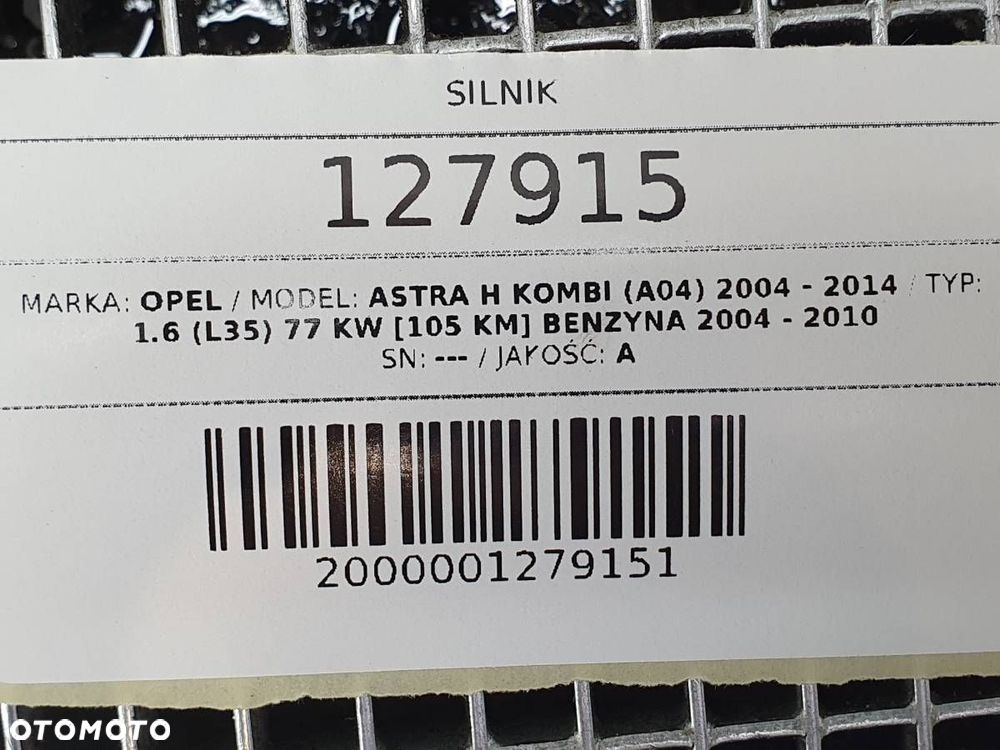 SILNIK
127915
MARKA: OPEL / MODEL: ASTRA H KOMBI (A04) 2004 - 2014 / TYP:
1.6 (L35) 77 KW [105 KM] BENZYNA 2004 - 2010
SN: --- / JAKOŚĆ: A
2000001279151
OTOMOTO